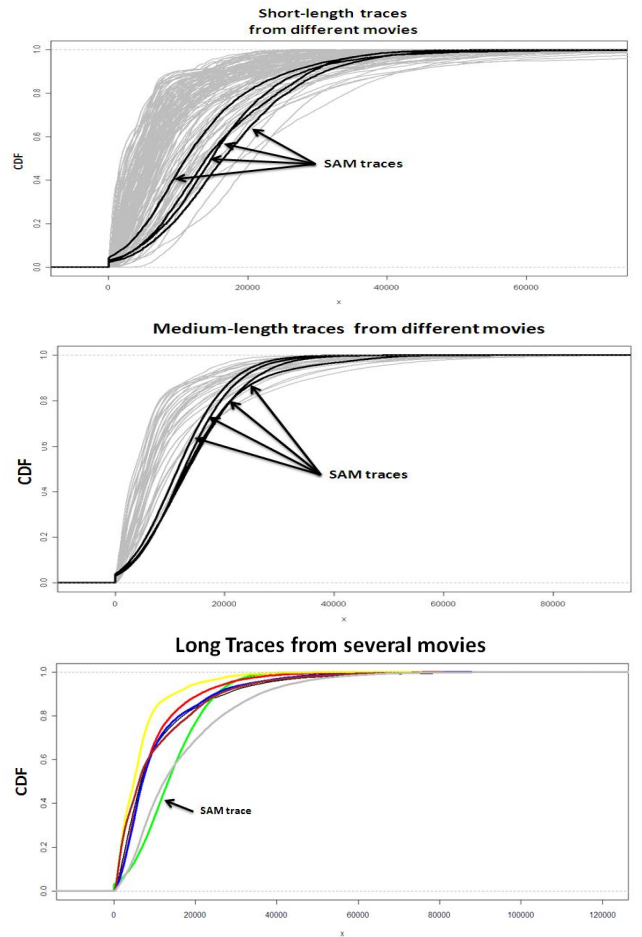 Short-length traces
from different movies
CDF
1.0
0.8
0.6
0.4
0.2
0.0
SAM traces
0 20000 40000 60000
x
Medium-length traces from different movies
CDF
1.0
0.8
0.6
0.4
0.2
0.0
SAM traces
0 20000 40000 60000 80000
x
Long Traces from several movies
CDF
1.0
0.8
0.6
0.4
0.2
0.0
SAM trace
0 20000 40000 60000 80000 100000 120000
x